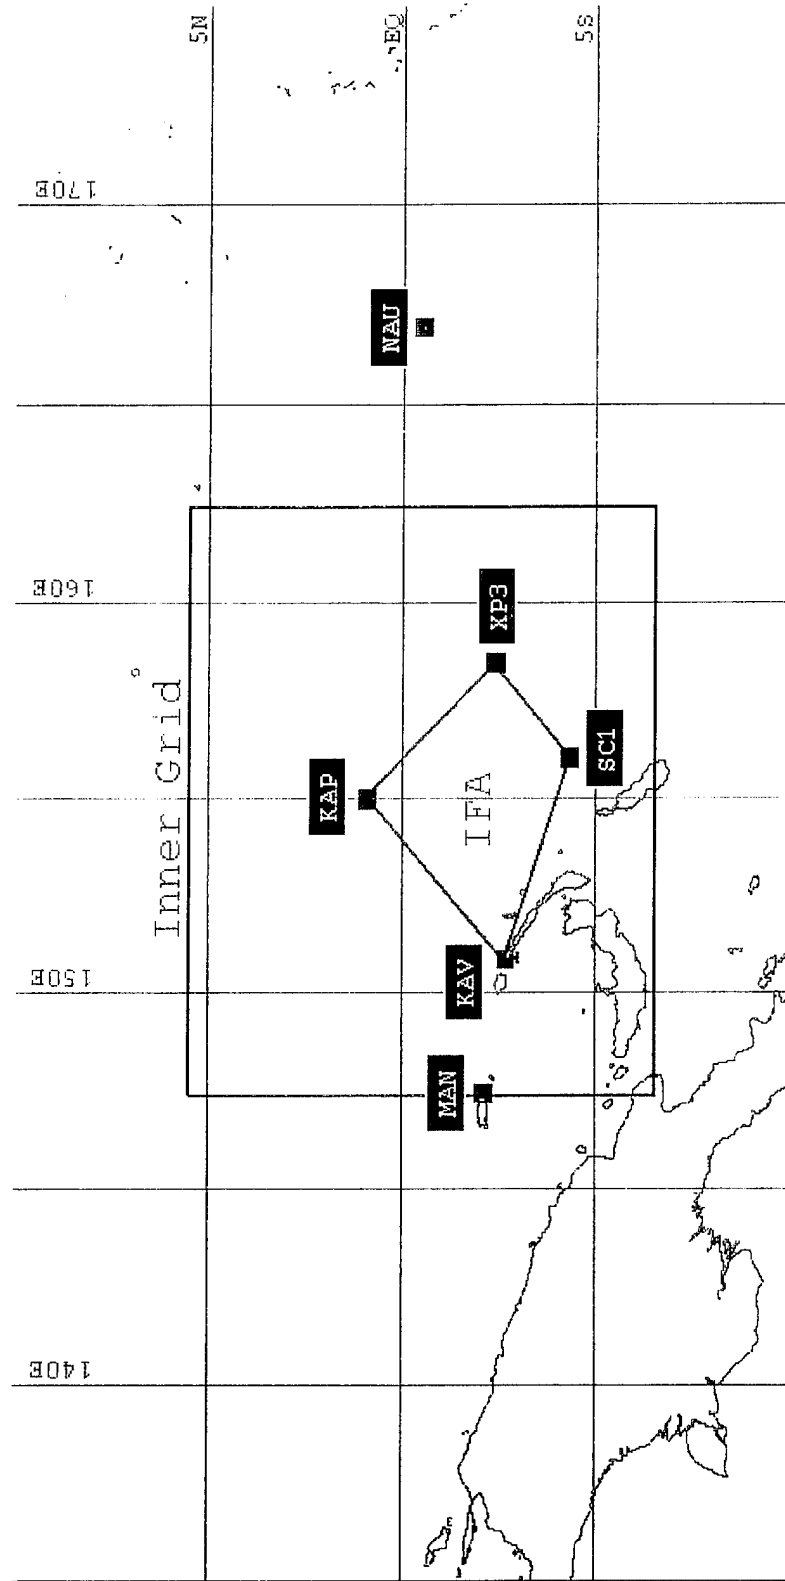 5N
EQ
5S
170E
NAU
160E
XP3
Inner Grid
KAP
IFA
SC1
KAV
150E
MAN
140E